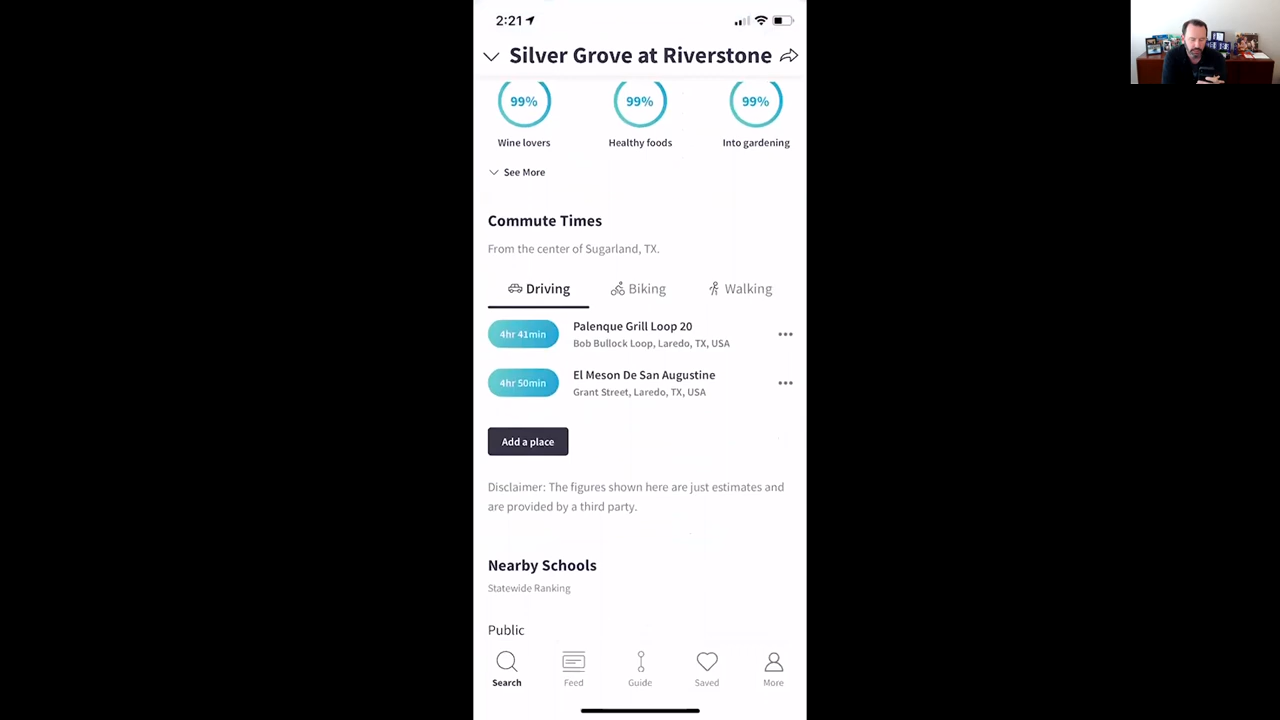 2:21
Silver Grove at Riverstone
99% 99% 99%
Wine lovers Healthy foods Into gardening
See More
Commute Times
From the center of Sugarland, TX.
Driving Biking Walking
4hr 41min Palenque Grill Loop 20
Bob Bullock Loop, Laredo, TX, USA
4hr 50min El Meson De San Augustine
Grant Street, Laredo, TX, USA
Add a place
Disclaimer: The figures shown here are just estimates and
are provided by a third party.
Nearby Schools
Statewide Ranking
Public
Search Feed Guide Saved More